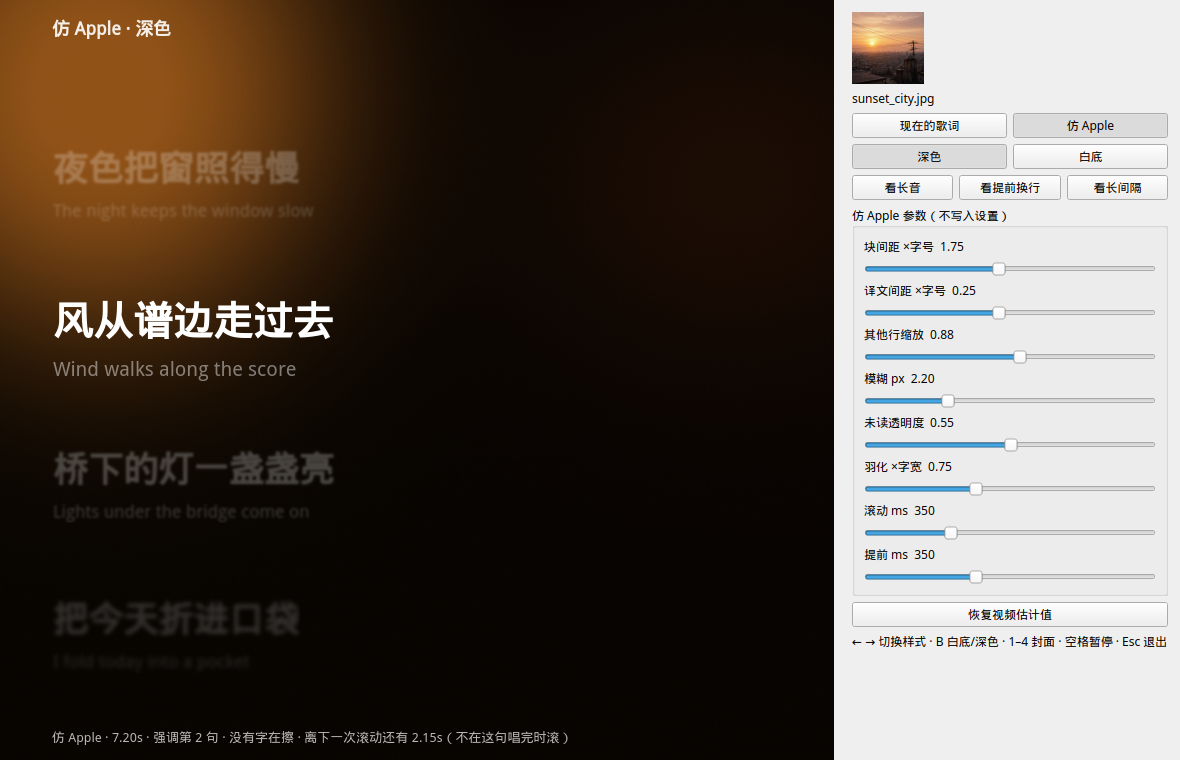 仿 Apple · 深色
夜色把窗照得慢
The night keeps the window slow
风从谱边走过去
Wind walks along the score
桥下的灯一盏盏亮
Lights under the bridge come on
把今天折进口袋
I fold today into a pocket
仿 Apple · 7.20s · 强调第 2 句 · 没有字在擦 · 离下一次滚动还有 2.15s（不在这句唱完时滚）
sunset_city.jpg
现在的歌词 仿 Apple
深色 白底
看长音 看提前换行 看长间隔
仿 Apple 参数（不写入设置）
块间距 ×字号 1.75
译文间距 ×字号 0.25
其他行缩放 0.88
模糊 px 2.20
未读透明度 0.55
羽化 ×字宽 0.75
滚动 ms 350
提前 ms 350
恢复视频估计值
← → 切换样式 · B 白底/深色 · 1–4 封面 · 空格暂停 · Esc 退出